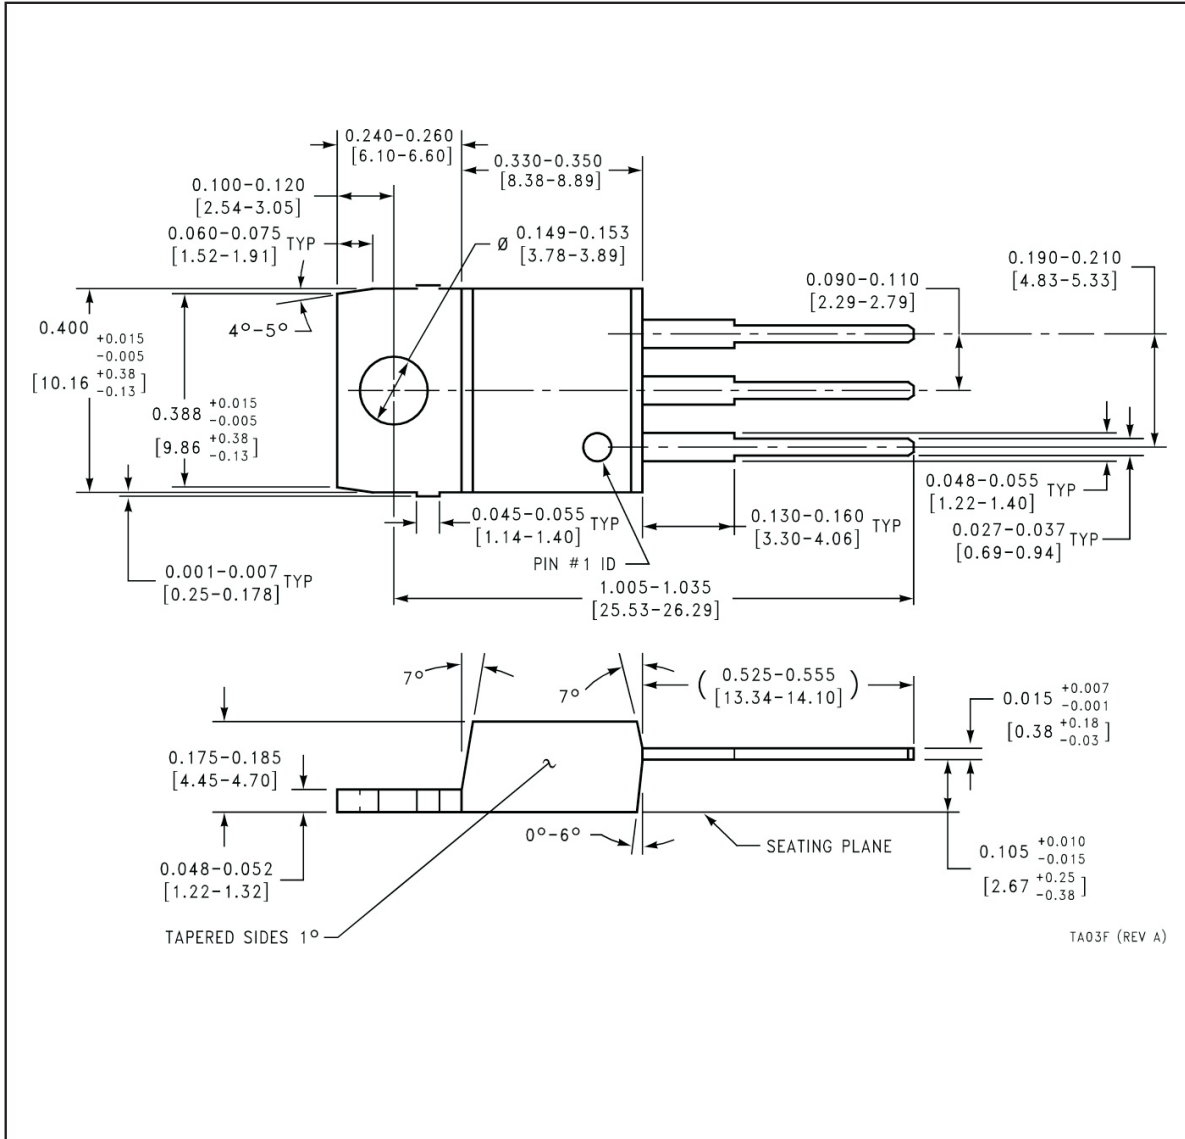 0.240-0.260
[6.10-6.60]
0.330-0.350
[8.38-8.89]
0.100-0.120
[2.54-3.05]
0.060-0.075 TYP
[1.52-1.91]
Ø 0.149-0.153
[3.78-3.89]
0.190-0.210
[4.83-5.33]
0.090-0.110
[2.29-2.79]
4°-5°
0.400 +0.015 -0.005
[10.16 +0.38 -0.13]
0.388 +0.015 -0.005
[9.86 +0.38 -0.13]
0.048-0.055 TYP
[1.22-1.40]
0.027-0.037 TYP
[0.69-0.94]
0.045-0.055 TYP
[1.14-1.40]
0.130-0.160 TYP
[3.30-4.06]
PIN #1 ID
0.001-0.007 TYP
[0.25-0.178]
1.005-1.035
[25.53-26.29]
7°
7°
(0.525-0.555
[13.34-14.10])
0.015 +0.007 -0.001
[0.38 +0.18 -0.03]
0.175-0.185
[4.45-4.70]
0°-6°
SEATING PLANE
0.105 +0.010 -0.015
[2.67 +0.25 -0.38]
0.048-0.052
[1.22-1.32]
TAPERED SIDES 1°
TA03F (REV A)